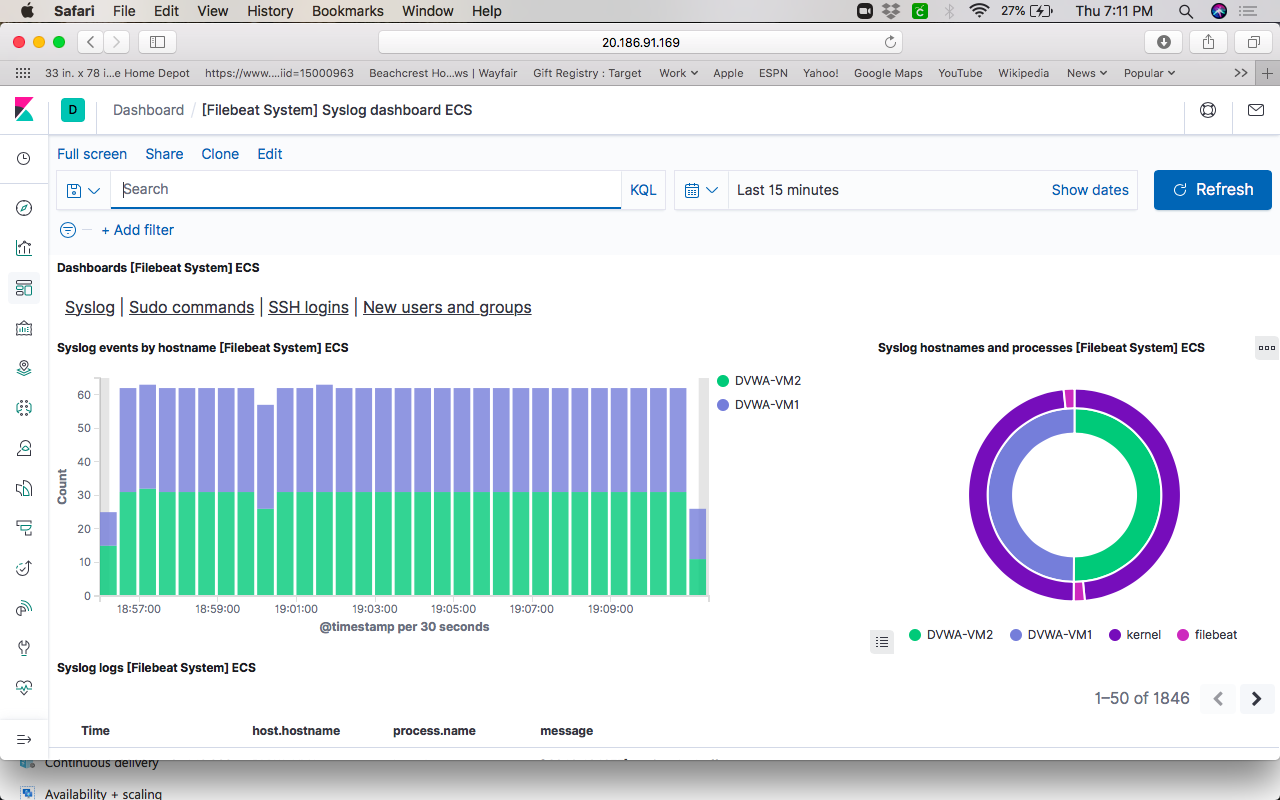 Safari File Edit View History Bookmarks Window Help 27% Thu 7:11 PM
20.186.91.169
33 in. x 78 i...e Home Depot https://www....iid=15000963 Beachcrest Ho...ws | Wayfair Gift Registry : Target Work Apple ESPN Yahoo! Google Maps YouTube Wikipedia News Popular
D Dashboard / [Filebeat System] Syslog dashboard ECS
Full screen Share Clone Edit
Search KQL Last 15 minutes Show dates Refresh
+ Add filter
Dashboards [Filebeat System] ECS
Syslog | Sudo commands | SSH logins | New users and groups
Syslog events by hostname [Filebeat System] ECS
Count
60
50
40
30
20
10
0
18:57:00 18:59:00 19:01:00 19:03:00 19:05:00 19:07:00 19:09:00
@timestamp per 30 seconds
DVWA-VM2
DVWA-VM1
Syslog hostnames and processes [Filebeat System] ECS
DVWA-VM2 DVWA-VM1 kernel filebeat
Syslog logs [Filebeat System] ECS
1–50 of 1846
Time host.hostname process.name message
Continuous delivery
Availability + scaling